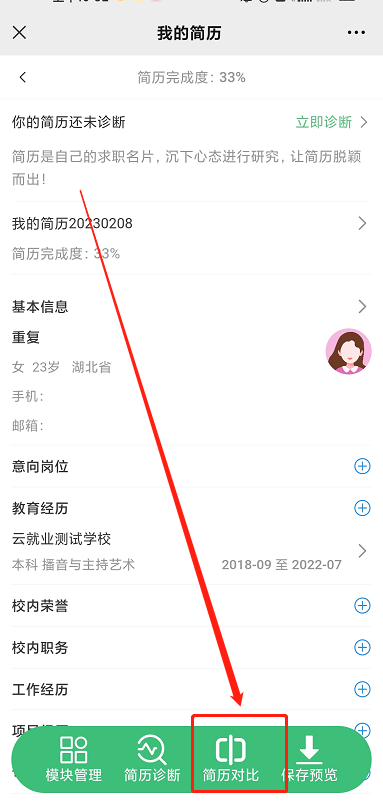 我的简历
简历完成度：33%
你的简历还未诊断
立即诊断
简历是自己的求职名片，沉下心态进行研究，让简历脱颖
而出！
我的简历20230208
简历完成度：33%
基本信息
重复
女 23岁 湖北省
手机：
邮箱：
意向岗位
教育经历
云就业测试学校
本科 播音与主持艺术
2018-09 至 2022-07
校内荣誉
校内职务
工作经历
模块管理
简历诊断
简历对比
保存预览